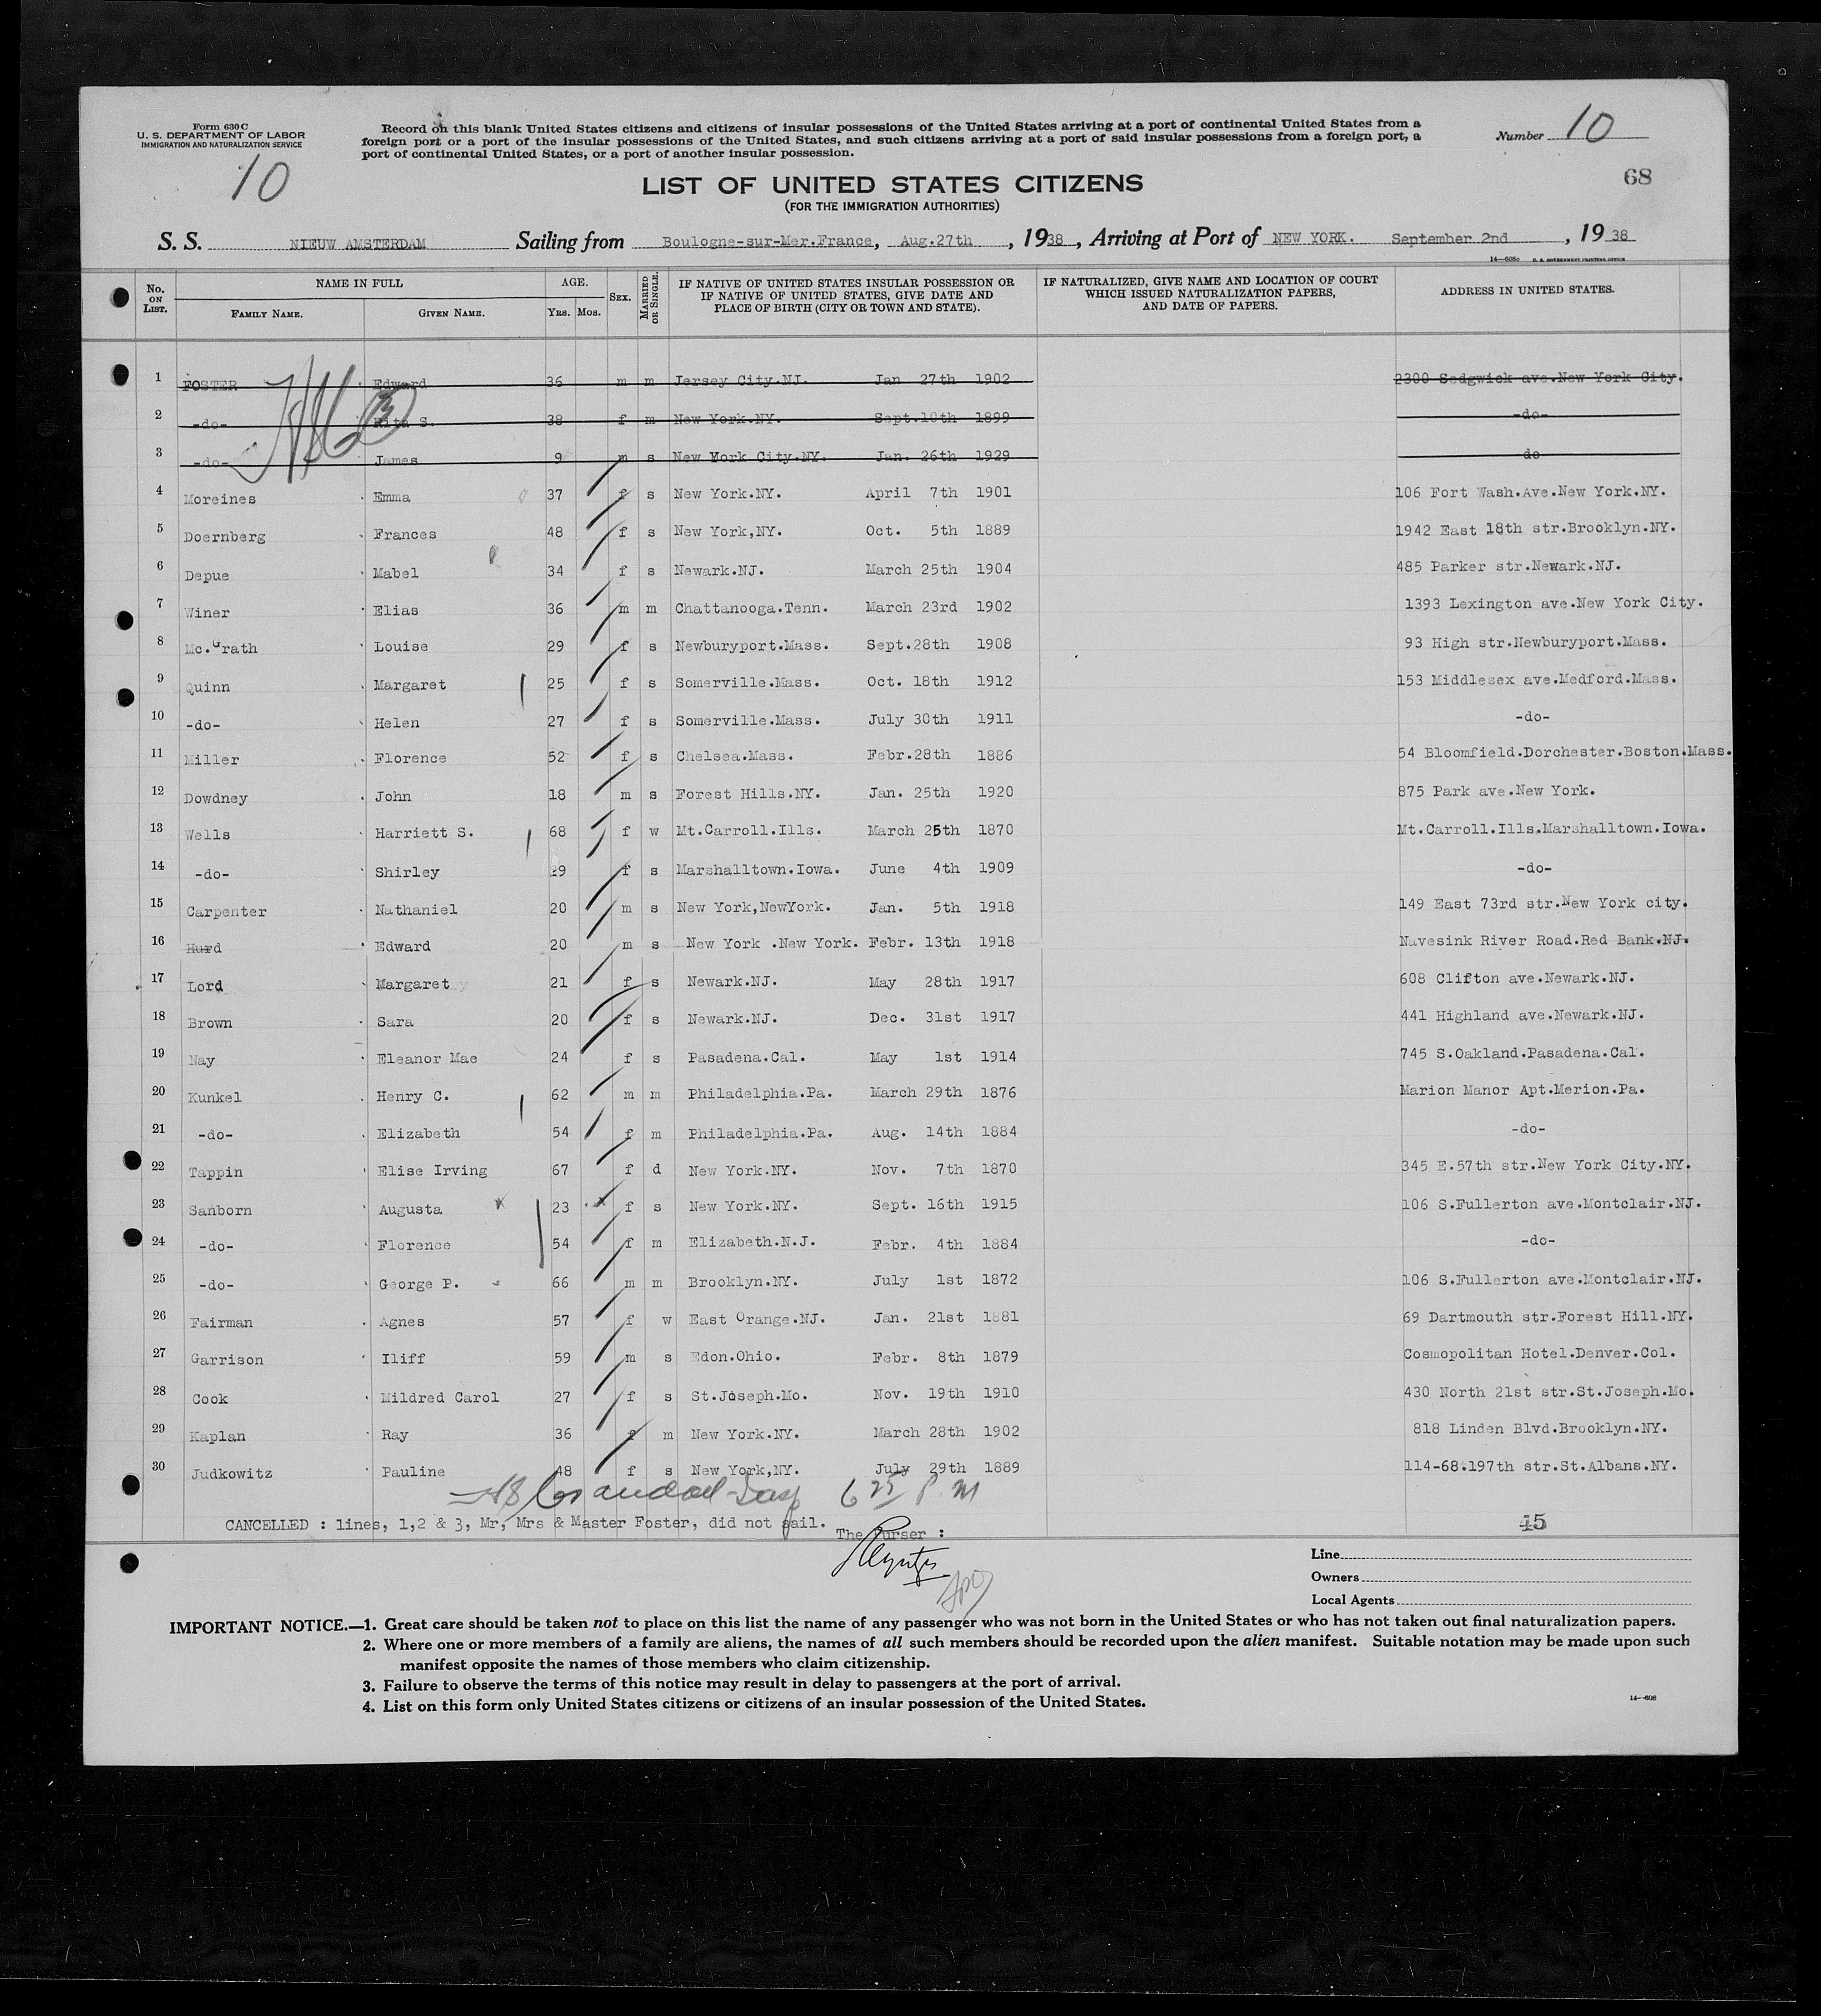 Form 630 C
U. S. DEPARTMENT OF LABOR
IMMIGRATION AND NATURALIZATION SERVICE
10
Record on this blank United States citizens and citizens of insular possessions of the United States arriving at a port of continental United States from a
foreign port or a port of the insular possessions of the United States, and such citizens arriving at a port of said insular possessions from a foreign port, a
port of continental United States, or a port of another insular possession.
Number 10
68
LIST OF UNITED STATES CITIZENS
(FOR THE IMMIGRATION AUTHORITIES)
S. S. NIEUW AMSTERDAM Sailing from Boulogne-sur-Mer.France, Aug.27th, 1938, Arriving at Port of NEW YORK. September 2nd, 1938
14—608c U. S. GOVERNMENT PRINTING OFFICE
No. ON LIST. NAME IN FULL FAMILY NAME. GIVEN NAME. AGE. YRS. MOS. SEX. MARRIED OR SINGLE. IF NATIVE OF UNITED STATES INSULAR POSSESSION OR IF NATIVE OF UNITED STATES, GIVE DATE AND PLACE OF BIRTH (CITY OR TOWN AND STATE). IF NATURALIZED, GIVE NAME AND LOCATION OF COURT WHICH ISSUED NATURALIZATION PAPERS, AND DATE OF PAPERS. ADDRESS IN UNITED STATES.
1 FOSTER Edward 36 m m Jersey City.NJ. Jan 27th 1902 2300 Sedgwick ave.New York City.
2 -do- Rita S. 38 f m New York.NY. Sept.10th 1899 -do-
3 -do- James 9 m s New York City.NY. Jan. 26th 1929 do
4 Moreines Emma 37 f s New York.NY. April 7th 1901 106 Fort Wash.Ave.New York.NY.
5 Doernberg Frances 48 f s New York,NY. Oct. 5th 1889 1942 East 18th str.Brooklyn.NY.
6 Depue Mabel 34 f s Newark.NJ. March 25th 1904 485 Parker str.Newark.NJ.
7 Winer Elias 36 m m Chattanooga.Tenn. March 23rd 1902 1393 Lexington ave.New York City.
8 Mc.Grath Louise 29 f s Newburyport.Mass. Sept.28th 1908 93 High str.Newburyport.Mass.
9 Quinn Margaret 25 f s Somerville.Mass. Oct. 18th 1912 153 Middlesex ave.Medford.Mass.
10 -do- Helen 27 f s Somerville.Mass. July 30th 1911 -do-
11 Miller Florence 52 f s Chelsea.Mass. Febr.28th 1886 54 Bloomfield.Dorchester.Boston.Mass.
12 Dowdney John 18 m s Forest Hills.NY. Jan. 25th 1920 875 Park ave.New York.
13 Wells Harriett S. 68 f w Mt.Carroll.Ills. March 25th 1870 Mt.Carroll.Ills.Marshalltown.Iowa.
14 -do- Shirley 29 f s Marshalltown.Iowa. June 4th 1909 -do-
15 Carpenter Nathaniel 20 m s New York,NewYork. Jan. 5th 1918 149 East 73rd str.New York city.
16 Hurd Edward 20 m s New York .New York. Febr. 13th 1918 Navesink River Road.Red Bank.NJ.
17 Lord Margaret 21 f s Newark.NJ. May 28th 1917 608 Clifton ave.Newark.NJ.
18 Brown Sara 20 f s Newark.NJ. Dec. 31st 1917 441 Highland ave.Newark.NJ.
19 Nay Eleanor Mae 24 f s Pasadena.Cal. May 1st 1914 745 S.Oakland.Pasadena.Cal.
20 Kunkel Henry C. 62 m m Philadelphia.Pa. March 29th 1876 Marion Manor Apt.Merion.Pa.
21 -do- Elizabeth 54 f m Philadelphia.Pa. Aug. 14th 1884 -do-
22 Tappin Elise Irving 67 f d New York.NY. Nov. 7th 1870 345 E.57th str.New York City.NY.
23 Sanborn Augusta 23 f s New York.NY. Sept. 16th 1915 106 S.Fullerton ave.Montclair.NJ.
24 -do- Florence 54 f m Elizabeth.N.J. Febr. 4th 1884 -do-
25 -do- George P. 66 m m Brooklyn.NY. July 1st 1872 106 S.Fullerton ave.Montclair.NJ.
26 Fairman Agnes 57 f w East Orange.NJ. Jan. 21st 1881 69 Dartmouth str.Forest Hill.NY.
27 Garrison Iliff 59 m s Edon.Ohio. Febr. 8th 1879 Cosmopolitan Hotel.Denver.Col.
28 Cook Mildred Carol 27 f s St.Joseph.Mo. Nov. 19th 1910 430 North 21st str.St.Joseph.Mo.
29 Kaplan Ray 36 f m New York.NY. March 28th 1902 818 Linden Blvd.Brooklyn.NY.
30 Judkowitz Pauline 48 f s New York,NY. July 29th 1889 114-68.197th str.St.Albans.NY.
6 25 P.M
CANCELLED : lines, 1,2 & 3, Mr, Mrs & Master Foster, did not sail. The Purser :
45
Line
Owners
Local Agents
IMPORTANT NOTICE.—1. Great care should be taken not to place on this list the name of any passenger who was not born in the United States or who has not taken out final naturalization papers.
2. Where one or more members of a family are aliens, the names of all such members should be recorded upon the alien manifest. Suitable notation may be made upon such
manifest opposite the names of those members who claim citizenship.
3. Failure to observe the terms of this notice may result in delay to passengers at the port of arrival.
4. List on this form only United States citizens or citizens of an insular possession of the United States.
14—608